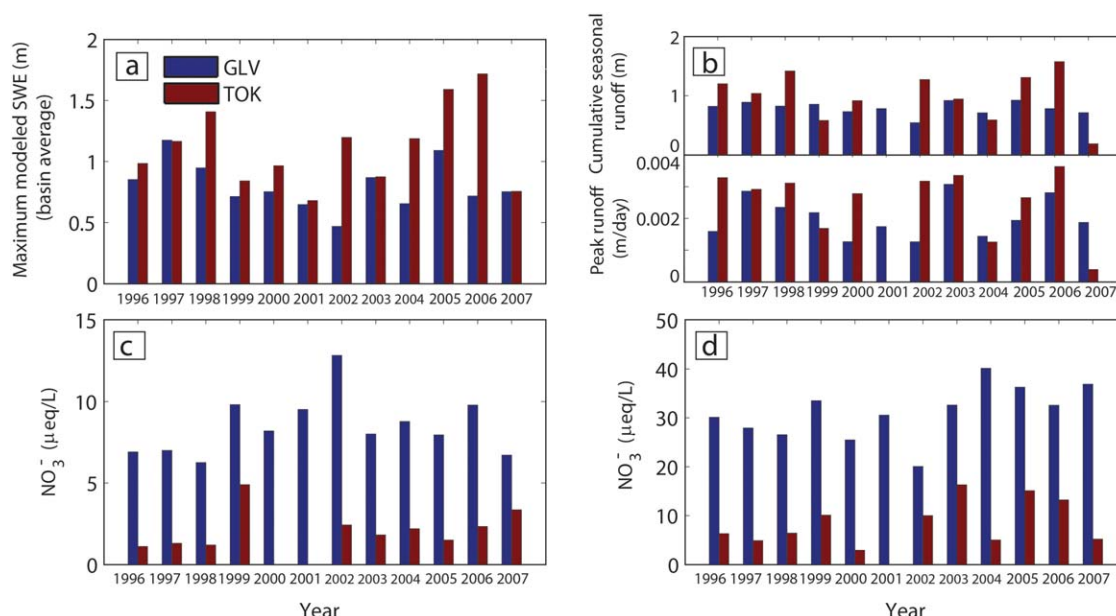 Maximum modeled SWE (m)
(basin average)
2
1.5
1
0.5
0
a
GLV
TOK
1996 1997 1998 1999 2000 2001 2002 2003 2004 2005 2006 2007
Cumulative seasonal
runoff (m)
2
1
0
b
Peak runoff
(m/day)
0.004
0.002
0
1996 1997 1998 1999 2000 2001 2002 2003 2004 2005 2006 2007
NO3- (μeq/L)
15
10
5
0
c
1996 1997 1998 1999 2000 2001 2002 2003 2004 2005 2006 2007
Year
NO3- (μeq/L)
50
40
30
20
10
0
d
1996 1997 1998 1999 2000 2001 2002 2003 2004 2005 2006 2007
Year